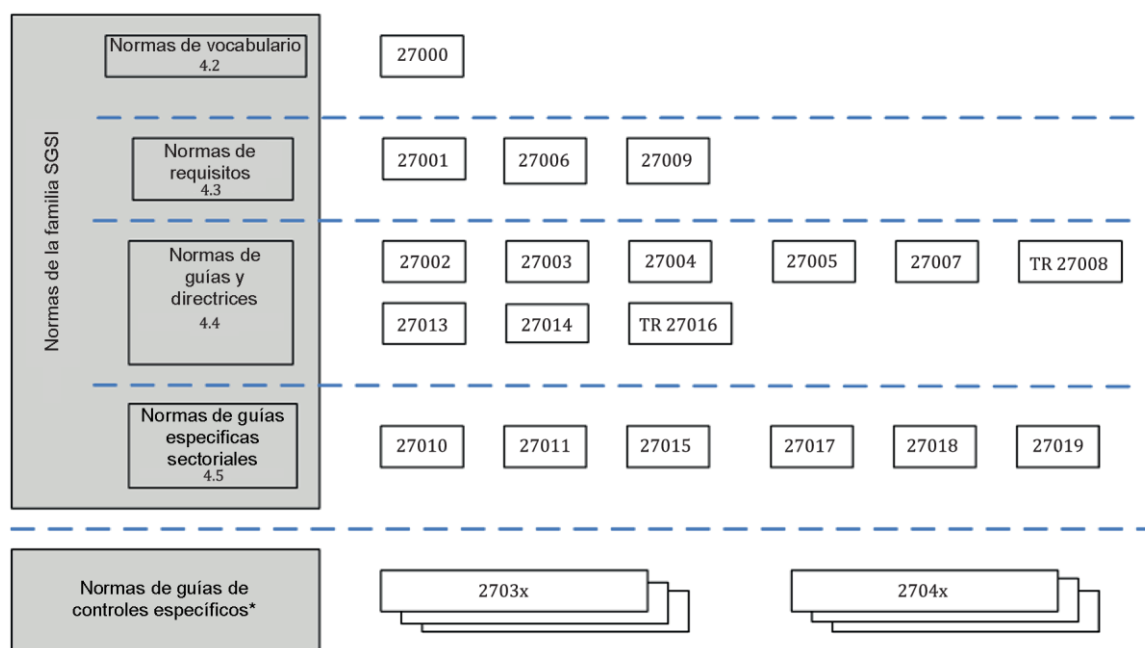 Normas de la familia SGSI
Normas de vocabulario
4.2
27000
Normas de
requisitos
4.3
27001
27006
27009
Normas de
guías y
directrices
4.4
27002
27003
27004
27005
27007
TR 27008
27013
27014
TR 27016
Normas de guías
especificas
sectoriales
4.5
27010
27011
27015
27017
27018
27019
Normas de guías de
controles específicos*
2703x
2704x